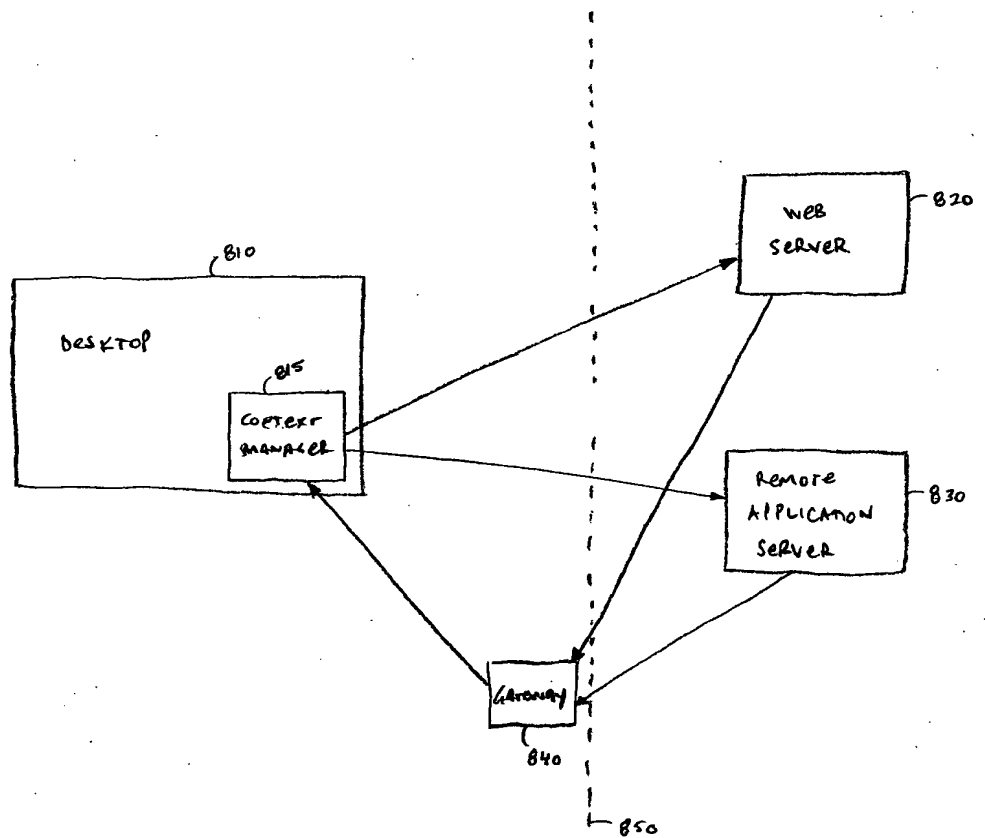 820
WEB
SERVER
810
DESKTOP
815
CONTEXT
MANAGER
REMOTE
830
APPLICATION
SERVER
GATEWAY
840
850